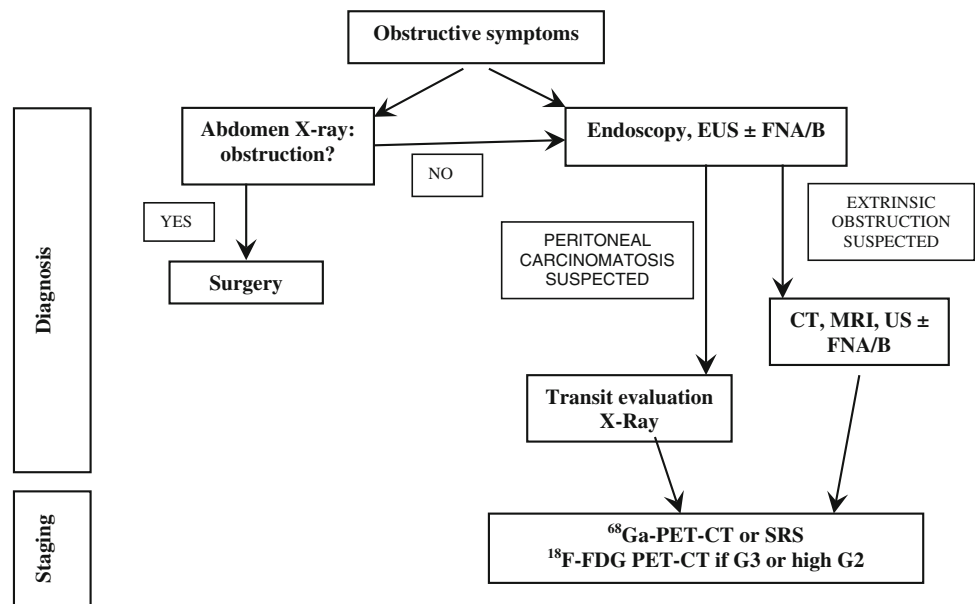 Obstructive symptoms
Diagnosis
Abdomen X-ray:
obstruction?
Endoscopy, EUS ± FNA/B
NO
YES
EXTRINSIC
OBSTRUCTION
SUSPECTED
PERITONEAL
CARCINOMATOSIS
SUSPECTED
Surgery
CT, MRI, US ±
FNA/B
Transit evaluation
X-Ray
Staging
⁶⁸Ga-PET-CT or SRS
¹⁸F-FDG PET-CT if G3 or high G2